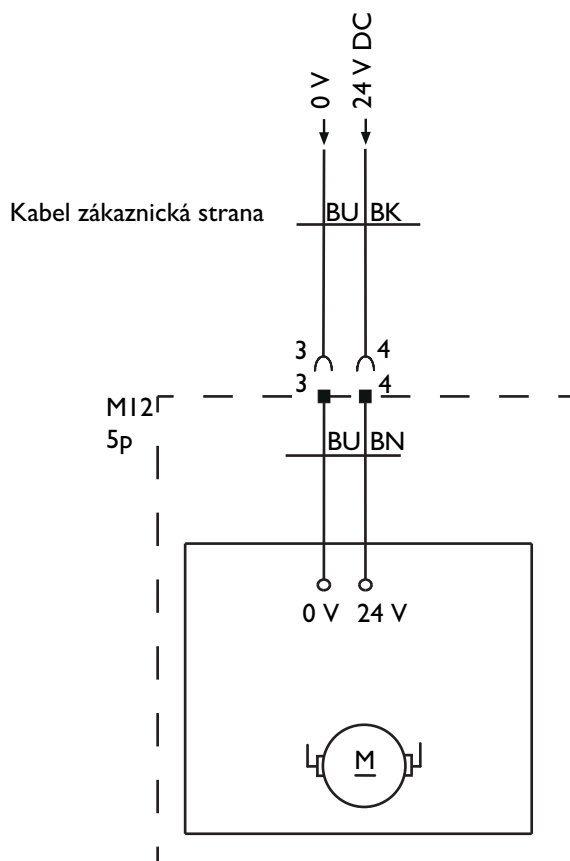 0 V
24 V DC
Kabel zákaznická strana
BU BK
3 4
3 4
M12
5p
BU BN
0 V 24 V
M